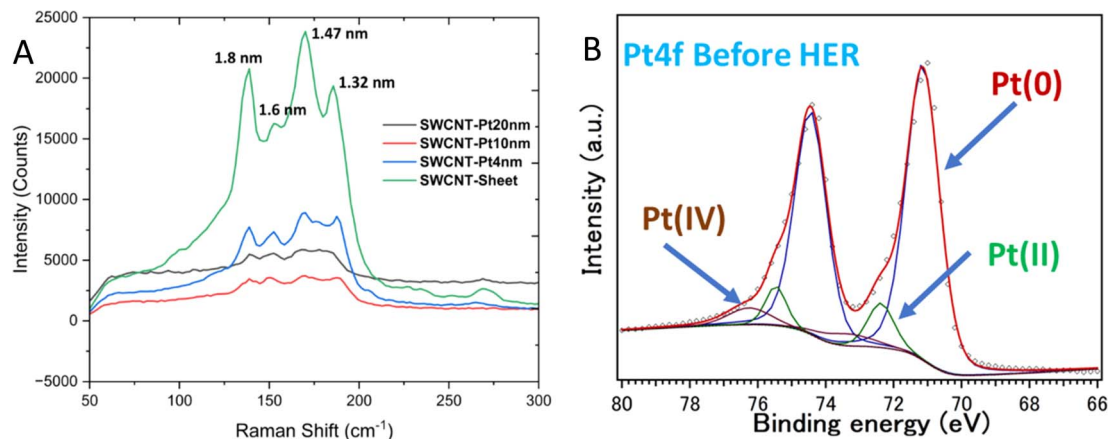 A
1.8 nm
1.6 nm
1.47 nm
1.32 nm
SWCNT-Pt20nm
SWCNT-Pt10nm
SWCNT-Pt4nm
SWCNT-Sheet
25000
20000
15000
10000
5000
0
−5000
Intensity (Counts)
50 100 150 200 250 300
Raman Shift (cm⁻¹)
B
Pt4f Before HER
Pt(0)
Pt(IV)
Pt(II)
Intensity (a.u.)
80 78 76 74 72 70 68 66
Binding energy (eV)